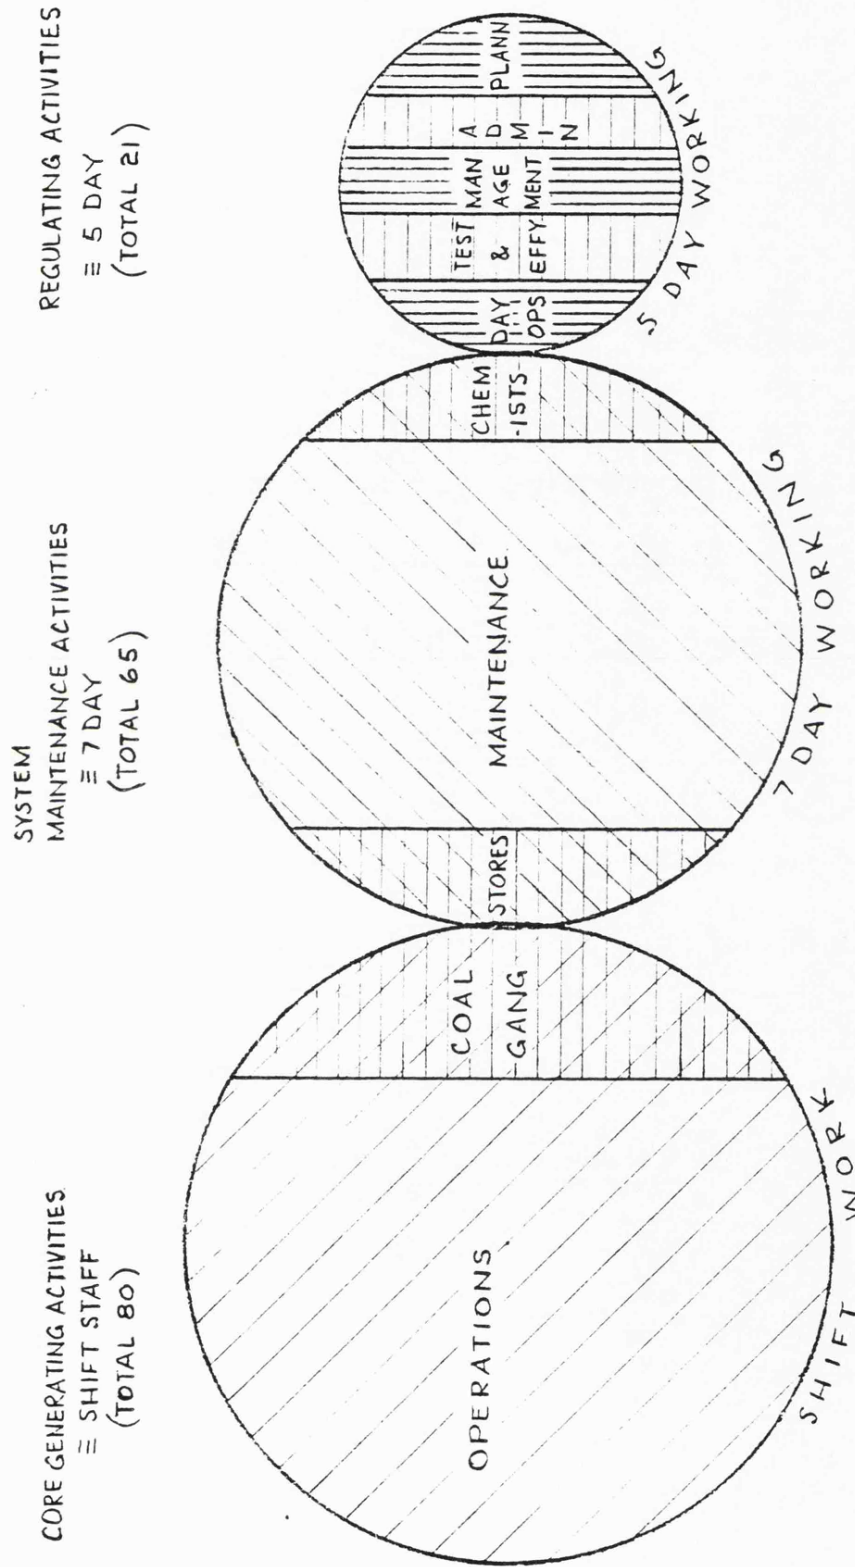 CORE GENERATING ACTIVITIES
≡ SHIFT STAFF
(TOTAL 80)
SYSTEM
MAINTENANCE ACTIVITIES
≡ 7 DAY
(TOTAL 65)
REGULATING ACTIVITIES
≡ 5 DAY
(TOTAL 21)
OPERATIONS
COAL
GANG
STORES
MAINTENANCE
CHEM
-ISTS
DAY
OPS
TEST
&
EFFY
MAN
AGE
MENT
A
D
M
I
N
PLANN
SHIFT WORK
7 DAY WORKING
5 DAY WORKING